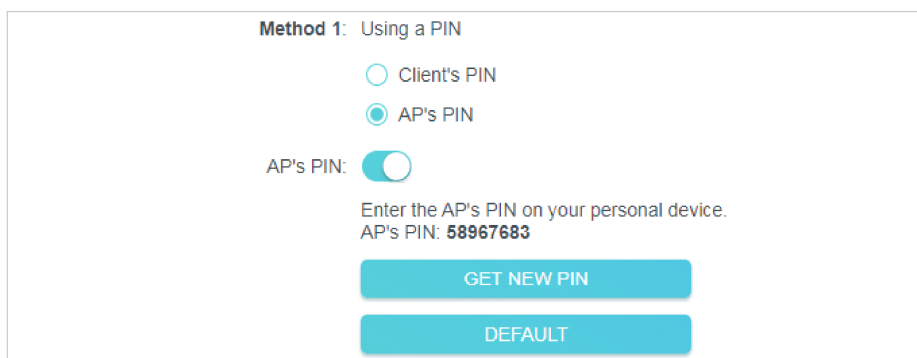 Method 1: Using a PIN
Client's PIN
AP's PIN
AP's PIN:
Enter the AP's PIN on your personal device.
AP's PIN: 58967683
GET NEW PIN
DEFAULT